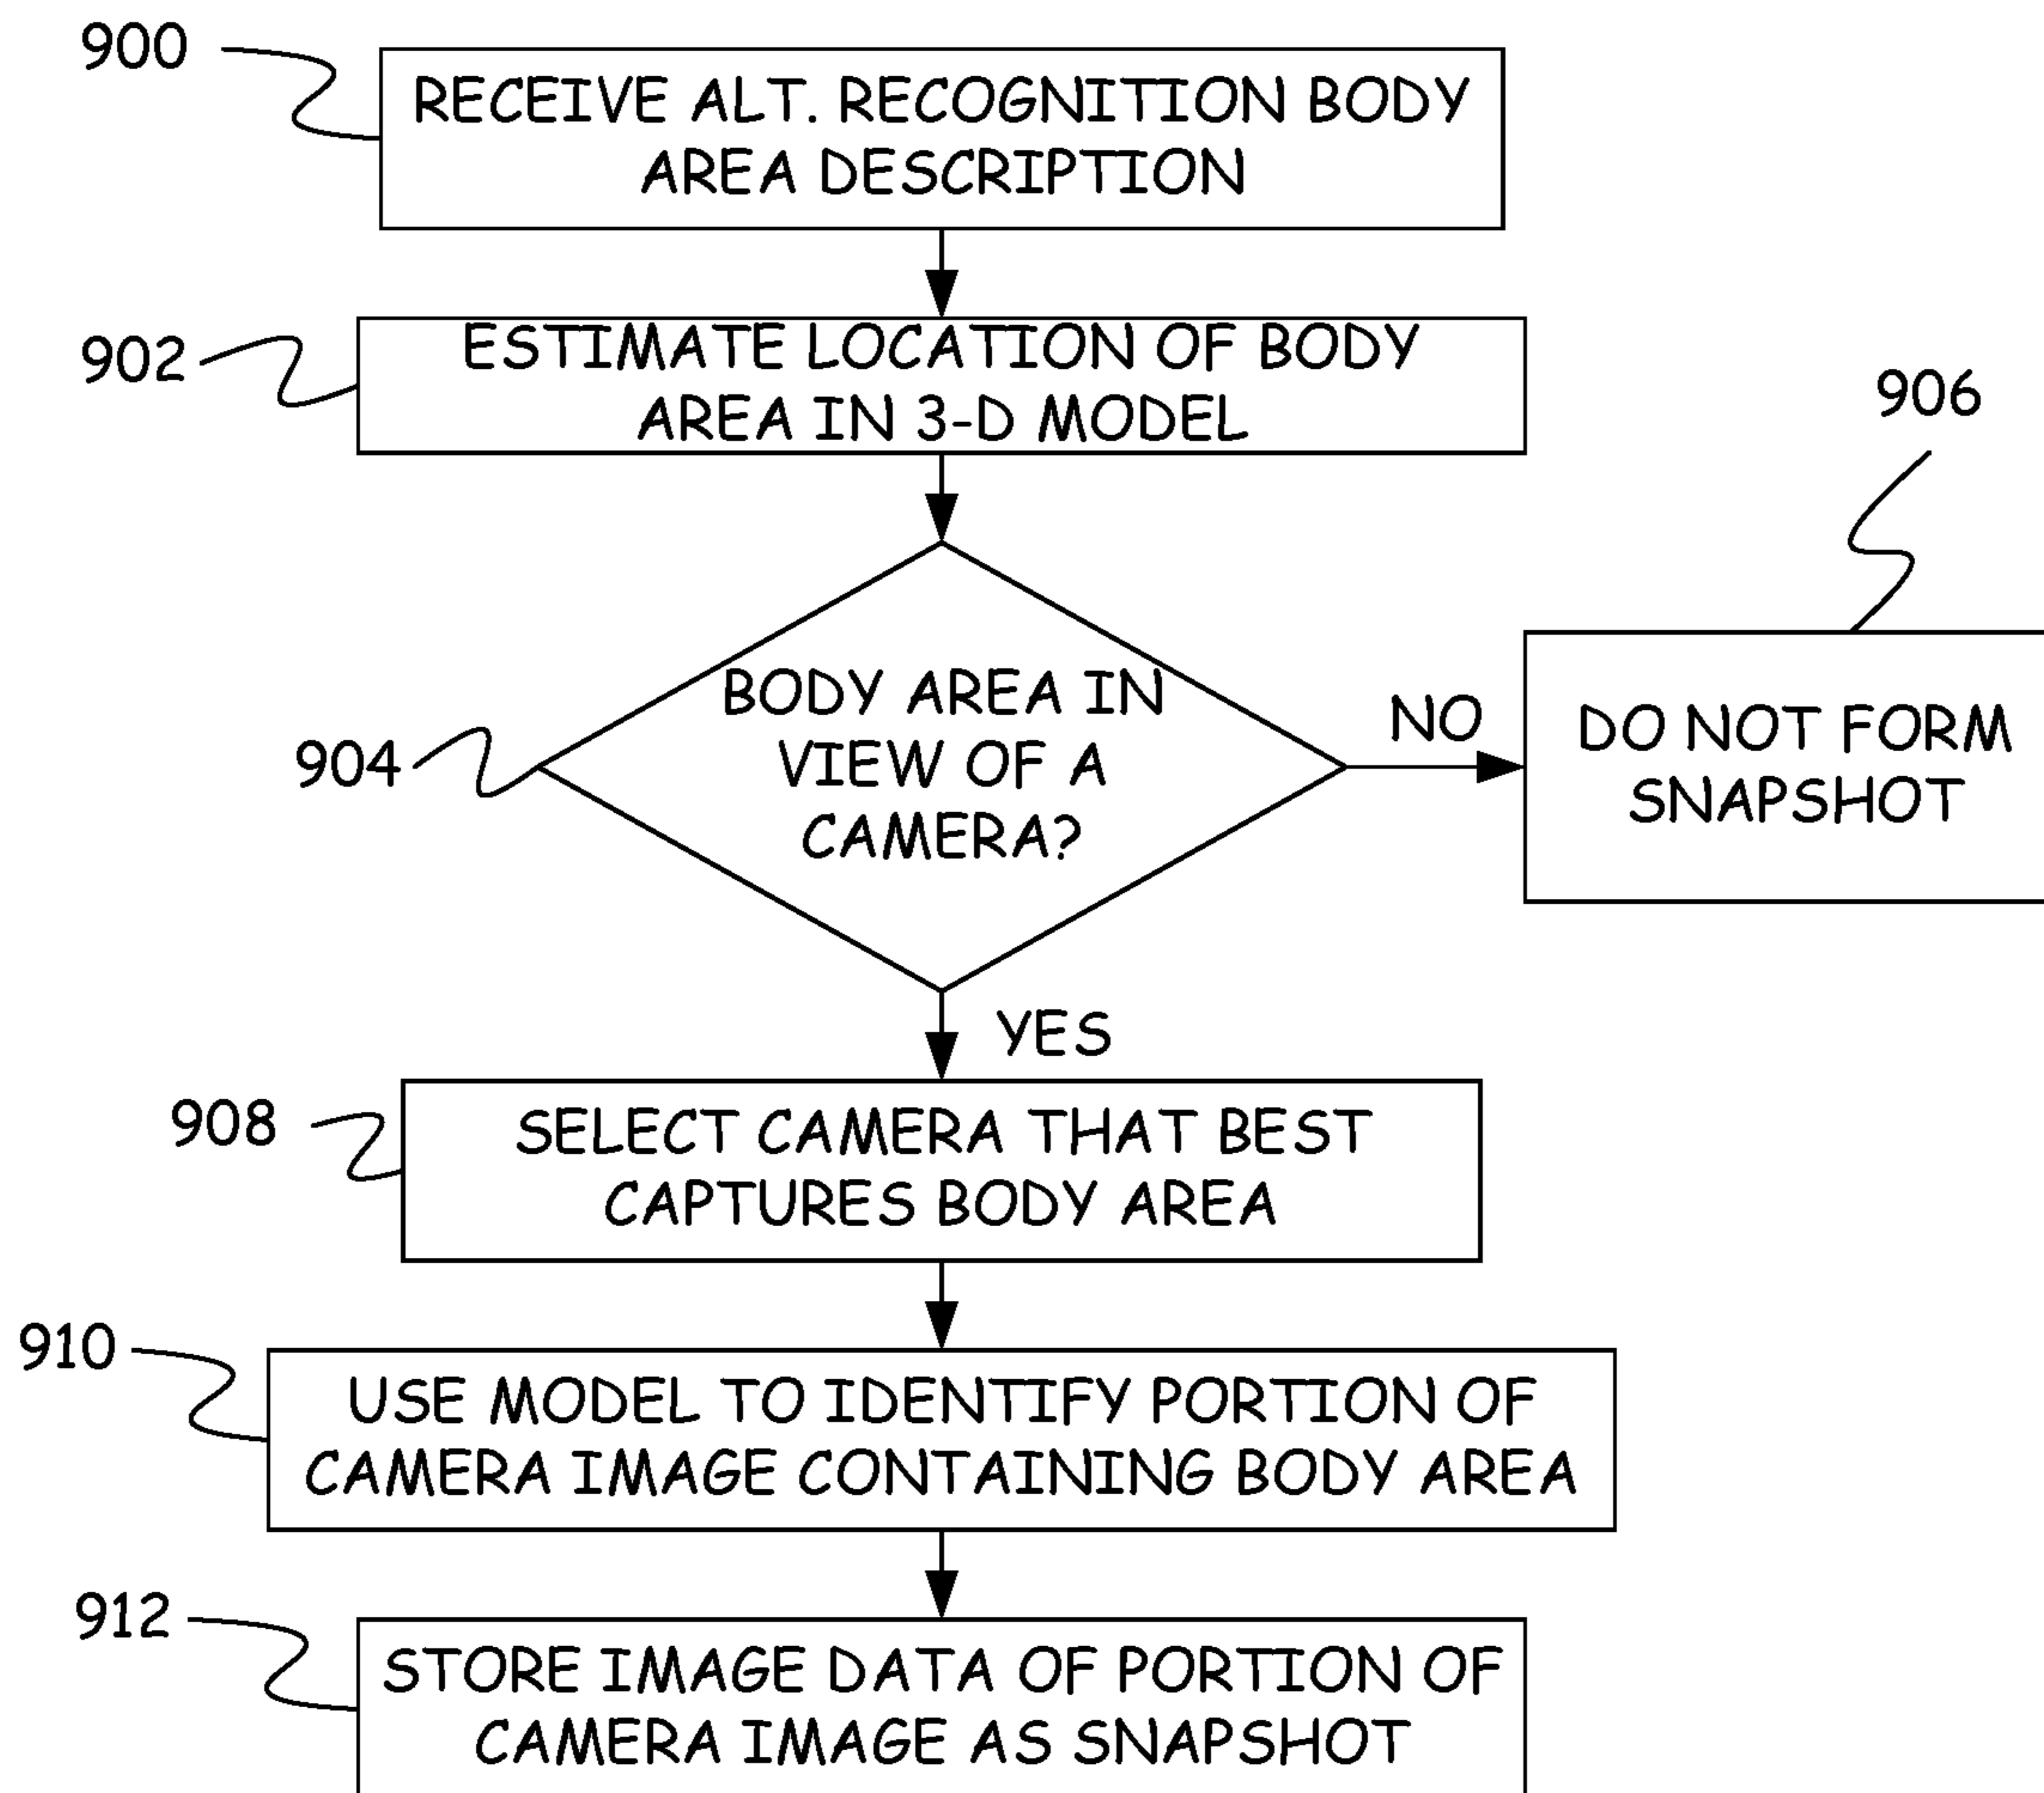 900
RECEIVE ALT. RECOGNITION BODY
AREA DESCRIPTION
902
ESTIMATE LOCATION OF BODY
AREA IN 3-D MODEL
906
904
BODY AREA IN
VIEW OF A
CAMERA?
NO
DO NOT FORM
SNAPSHOT
YES
908
SELECT CAMERA THAT BEST
CAPTURES BODY AREA
910
USE MODEL TO IDENTIFY PORTION OF
CAMERA IMAGE CONTAINING BODY AREA
912
STORE IMAGE DATA OF PORTION OF
CAMERA IMAGE AS SNAPSHOT